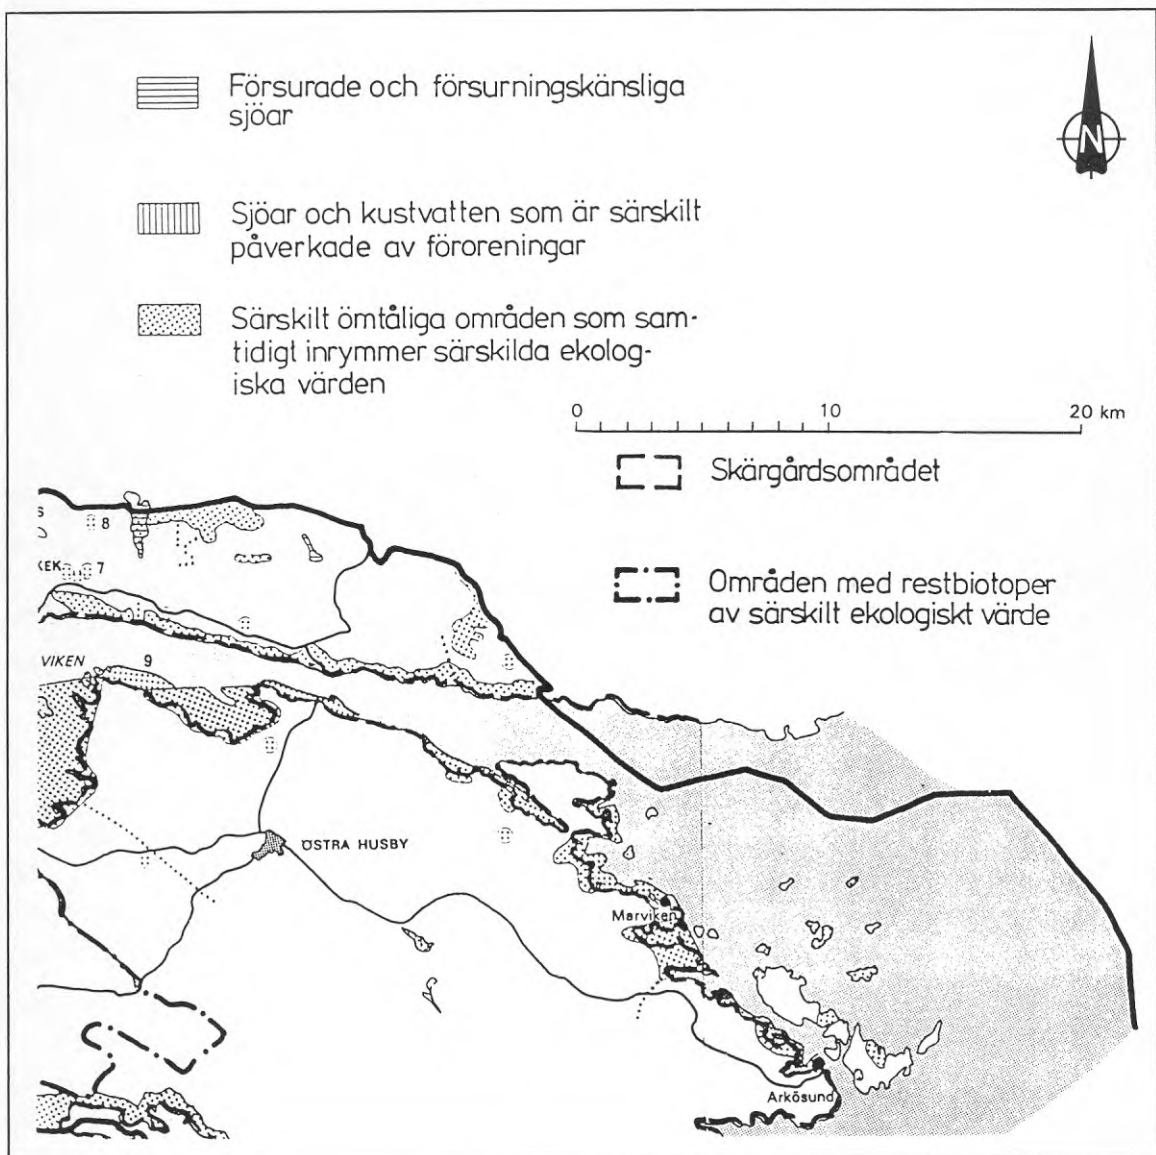 Försurade och försurningskänsliga
sjöar
N
Sjöar och kustvatten som är särskilt
påverkade av föroreningar
Särskilt ömtåliga områden som sam-
tidigt inrymmer särskilda ekolog-
iska värden
0 10 20 km
Skärgårdsområdet
Områden med restbiotoper
av särskilt ekologiskt värde
S
8
KEK
7
VIKEN
9
ÖSTRA HUSBY
Marviken
Arkösund